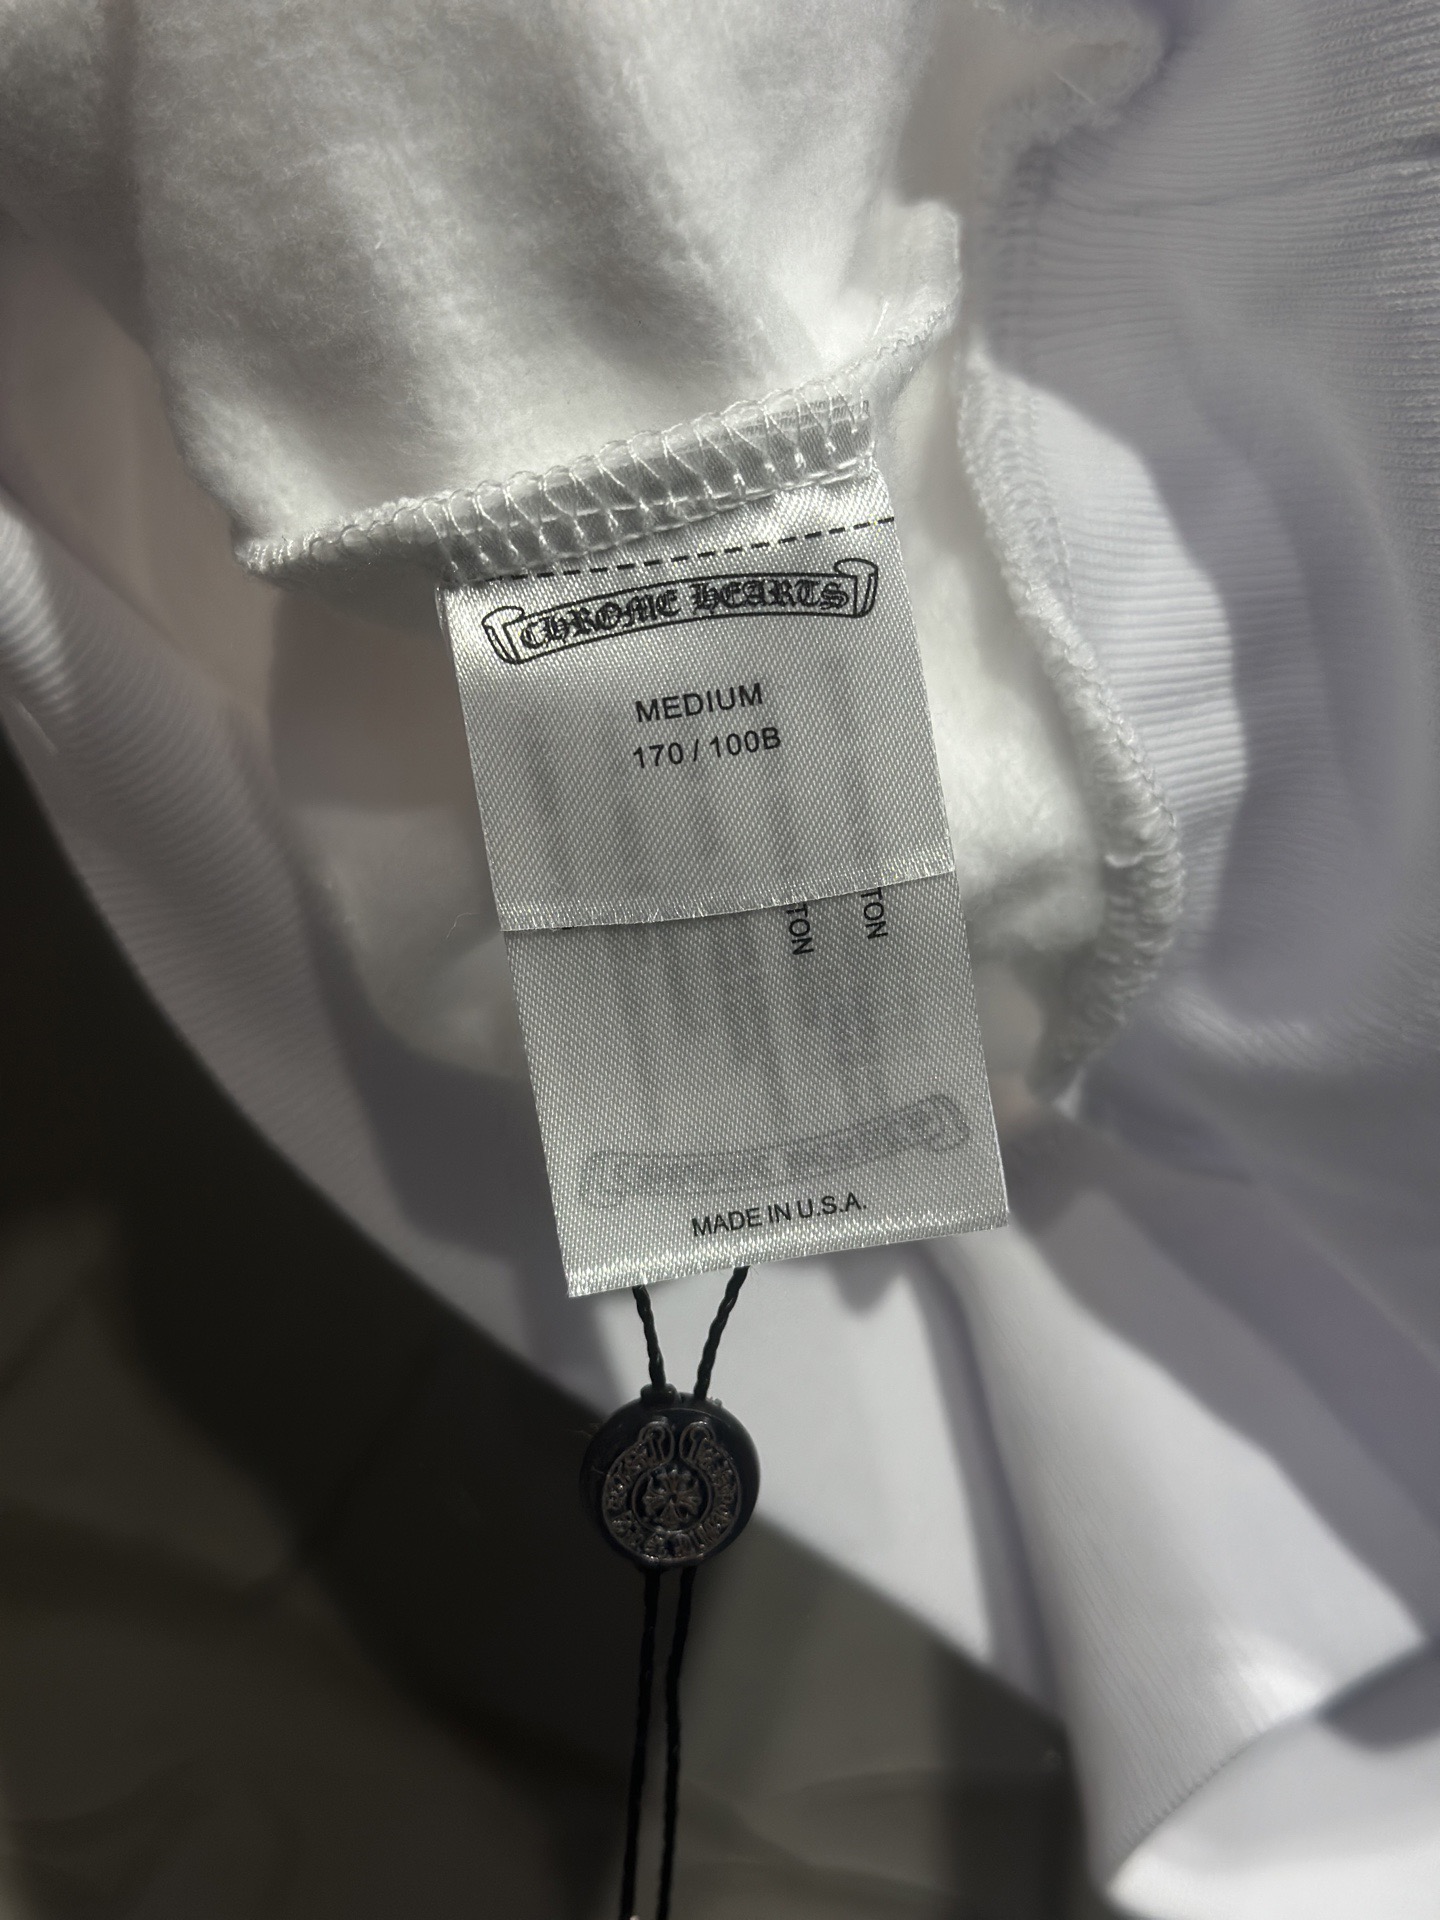 CHROME HEARTS
MEDIUM
170 / 100B
TON
TON
MADE IN U.S.A.